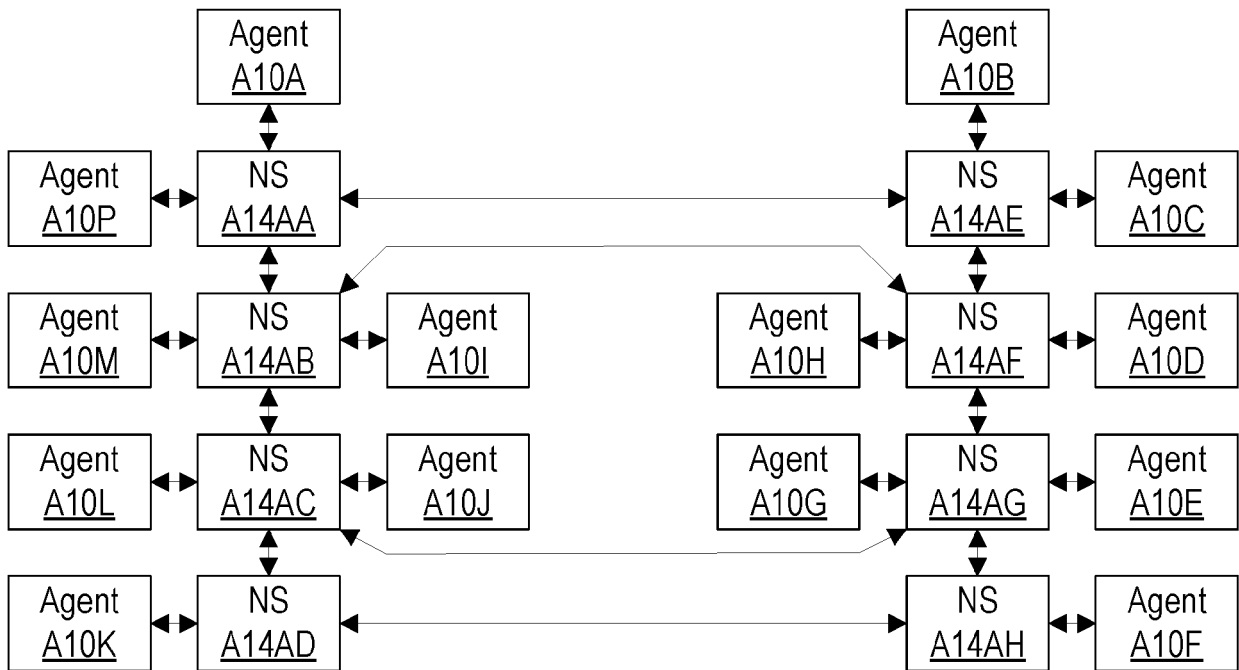 Agent
A10A
Agent
A10B
Agent
A10P
NS
A14AA
NS
A14AE
Agent
A10C
Agent
A10M
NS
A14AB
Agent
A10I
Agent
A10H
NS
A14AF
Agent
A10D
Agent
A10L
NS
A14AC
Agent
A10J
Agent
A10G
NS
A14AG
Agent
A10E
Agent
A10K
NS
A14AD
NS
A14AH
Agent
A10F